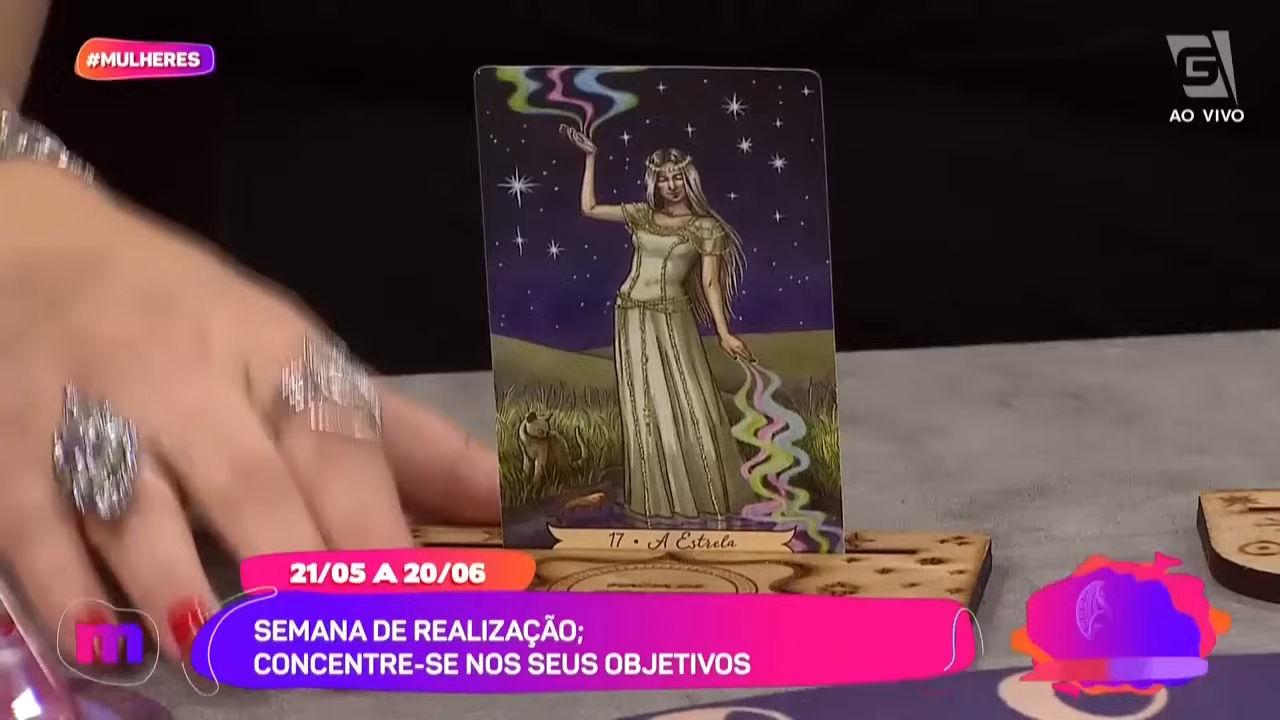 #MULHERES
G
AO VIVO
17 • A Estrela
21/05 A 20/06
m
SEMANA DE REALIZAÇÃO;
CONCENTRE-SE NOS SEUS OBJETIVOS